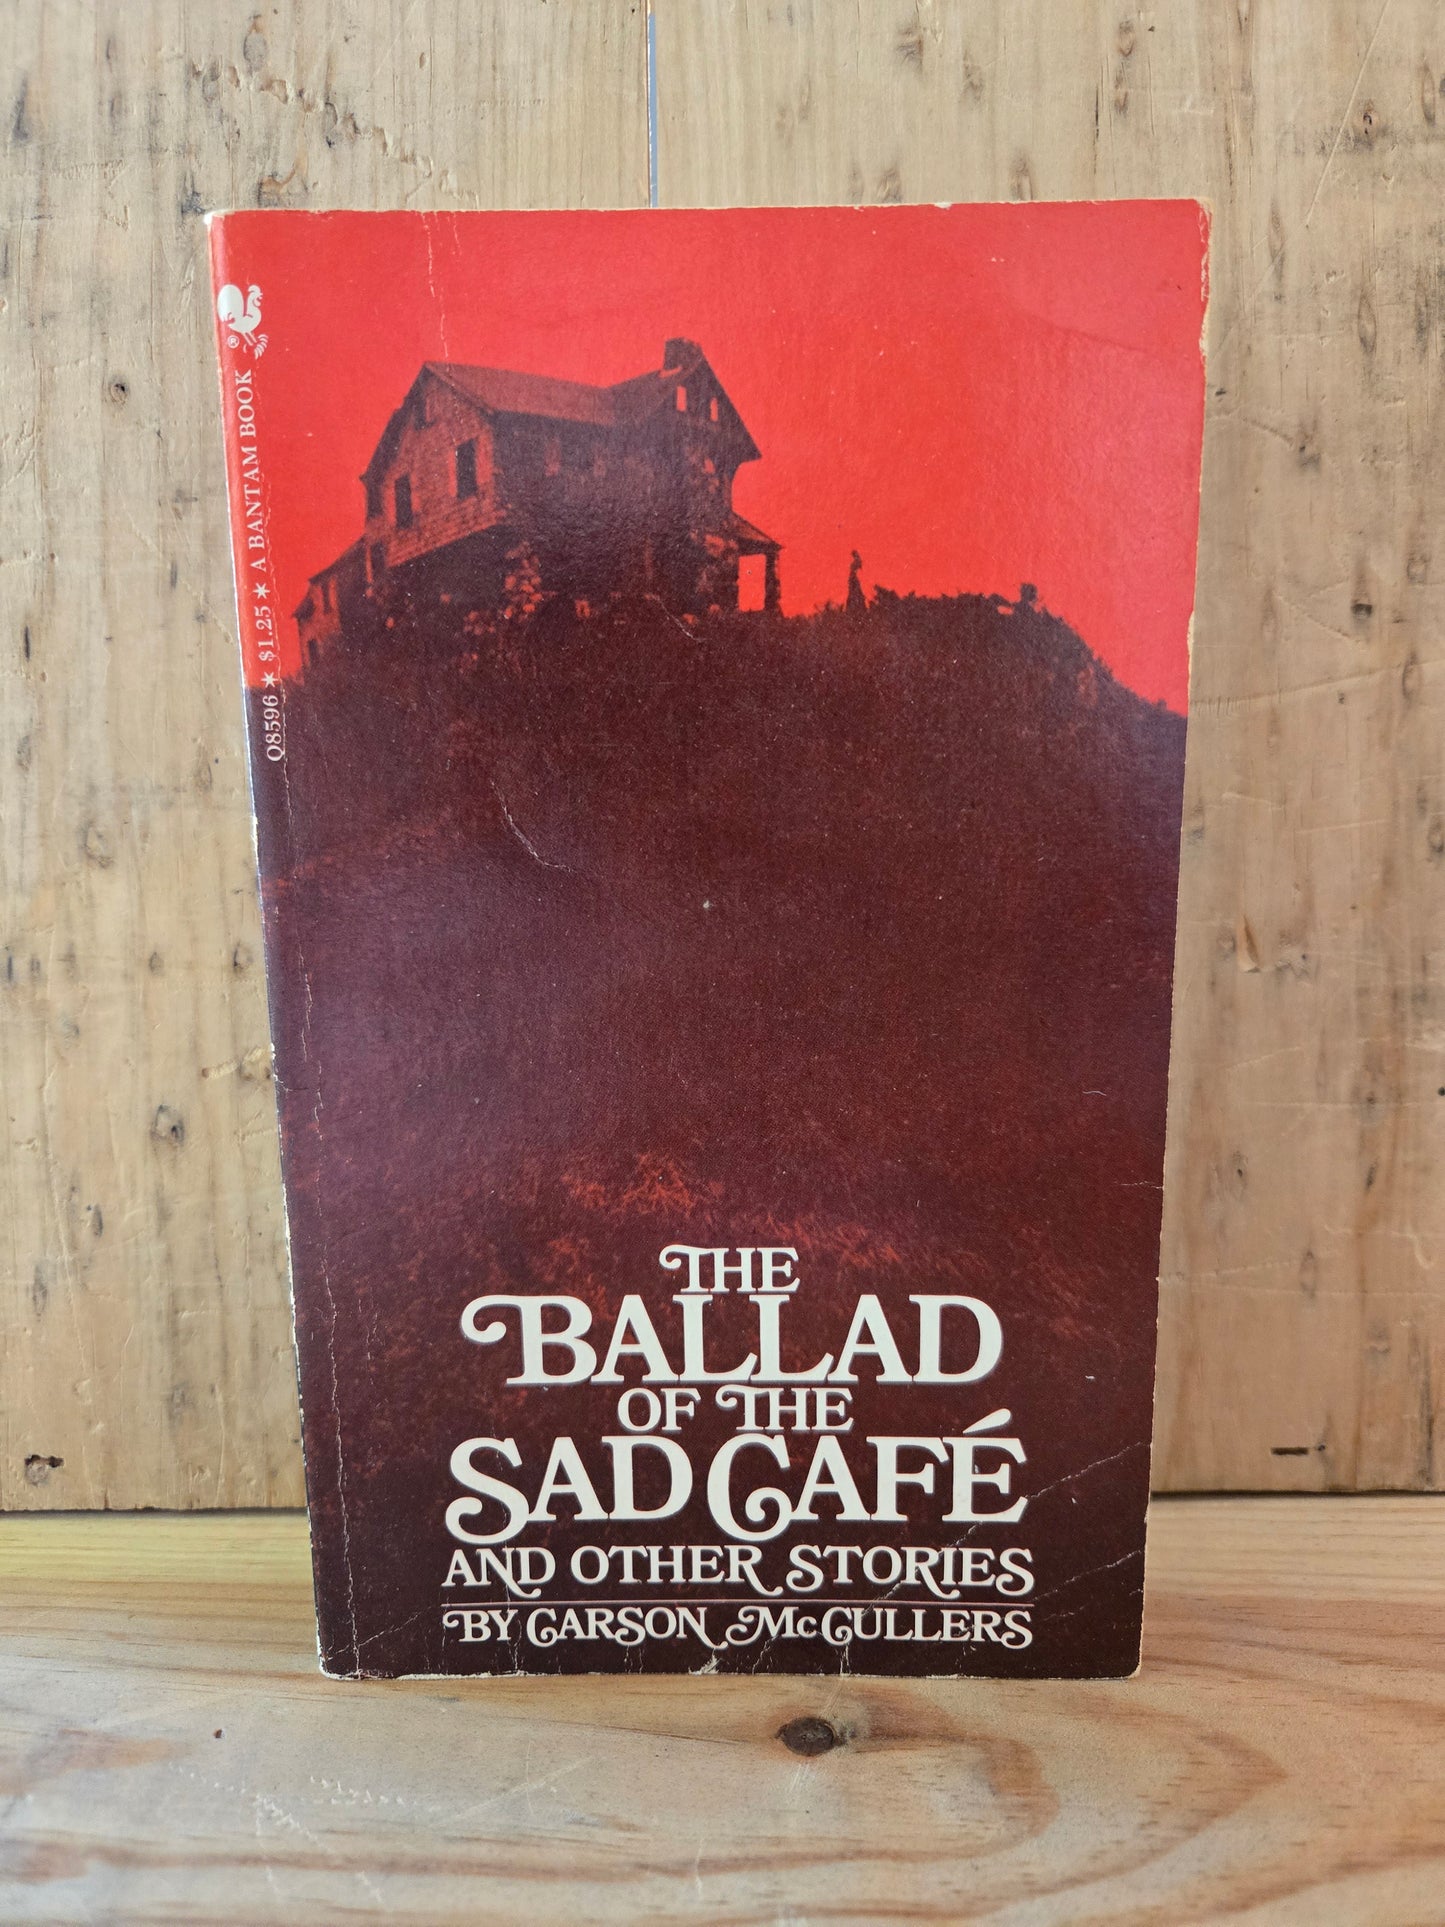 Q8596 * $1.25 * A BANTAM BOOK ®
THE
BALLAD
OF THE
SAD CAFÉ
AND OTHER STORIES
BY CARSON McCULLERS